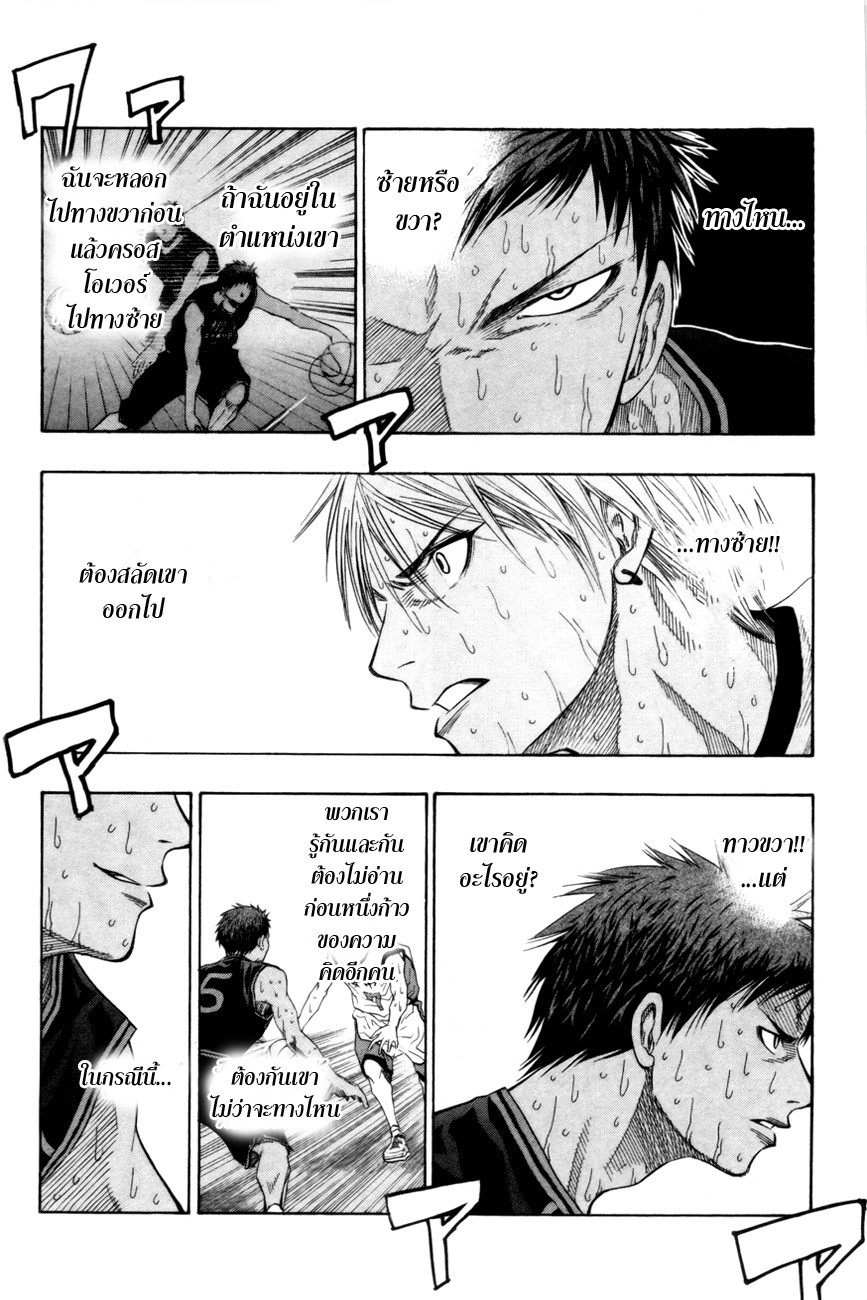 ワァ
ทางไหน...
ซ้ายหรือ
ขวา?
ถ้าฉันอยู่ใน
ตำแหน่งเขา
ฉันจะหลอก
ไปทางขวาก่อน
แล้วครอส
โอเวอร์
ไปทางซ้าย
ァ
...ทางซ้าย!!
ต้องสลัดเขา
ออกไป
ァ
ทาวขวา!!
...แต่
เขาคิด
อะไรอยู่?
พวกเรา
รู้กันและกัน
ต้องไม่อ่าน
ก่อนหนึ่งก้าว
ของความ
คิดอีกคน
5
ต้องกันเขา
ไม่ว่าจะทางไหน
ในกรณีนี้...
ァ
ァ